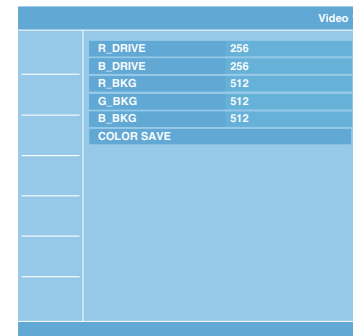 Video
R_DRIVE 256
B_DRIVE 256
R_BKG 512
G_BKG 512
B_BKG 512
COLOR SAVE